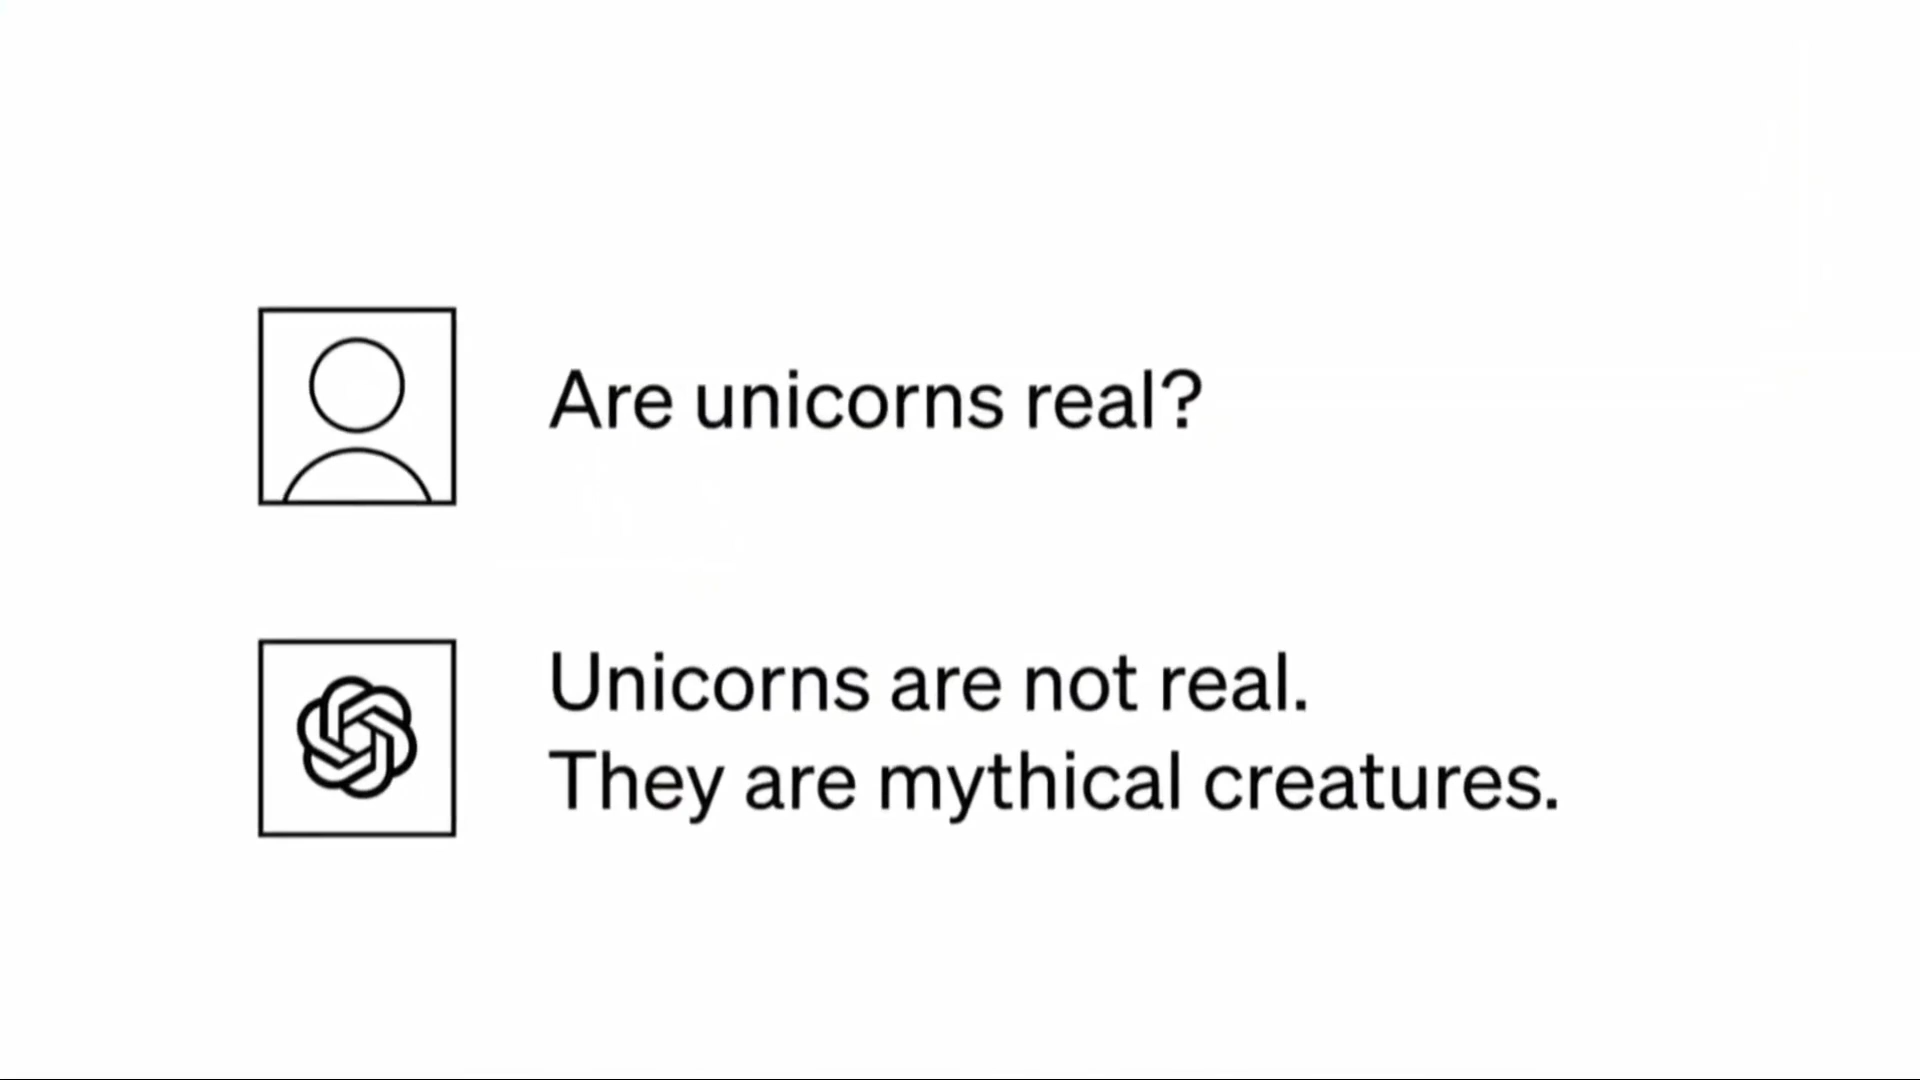 Are unicorns real?
Unicorns are not real.
They are mythical creatures.